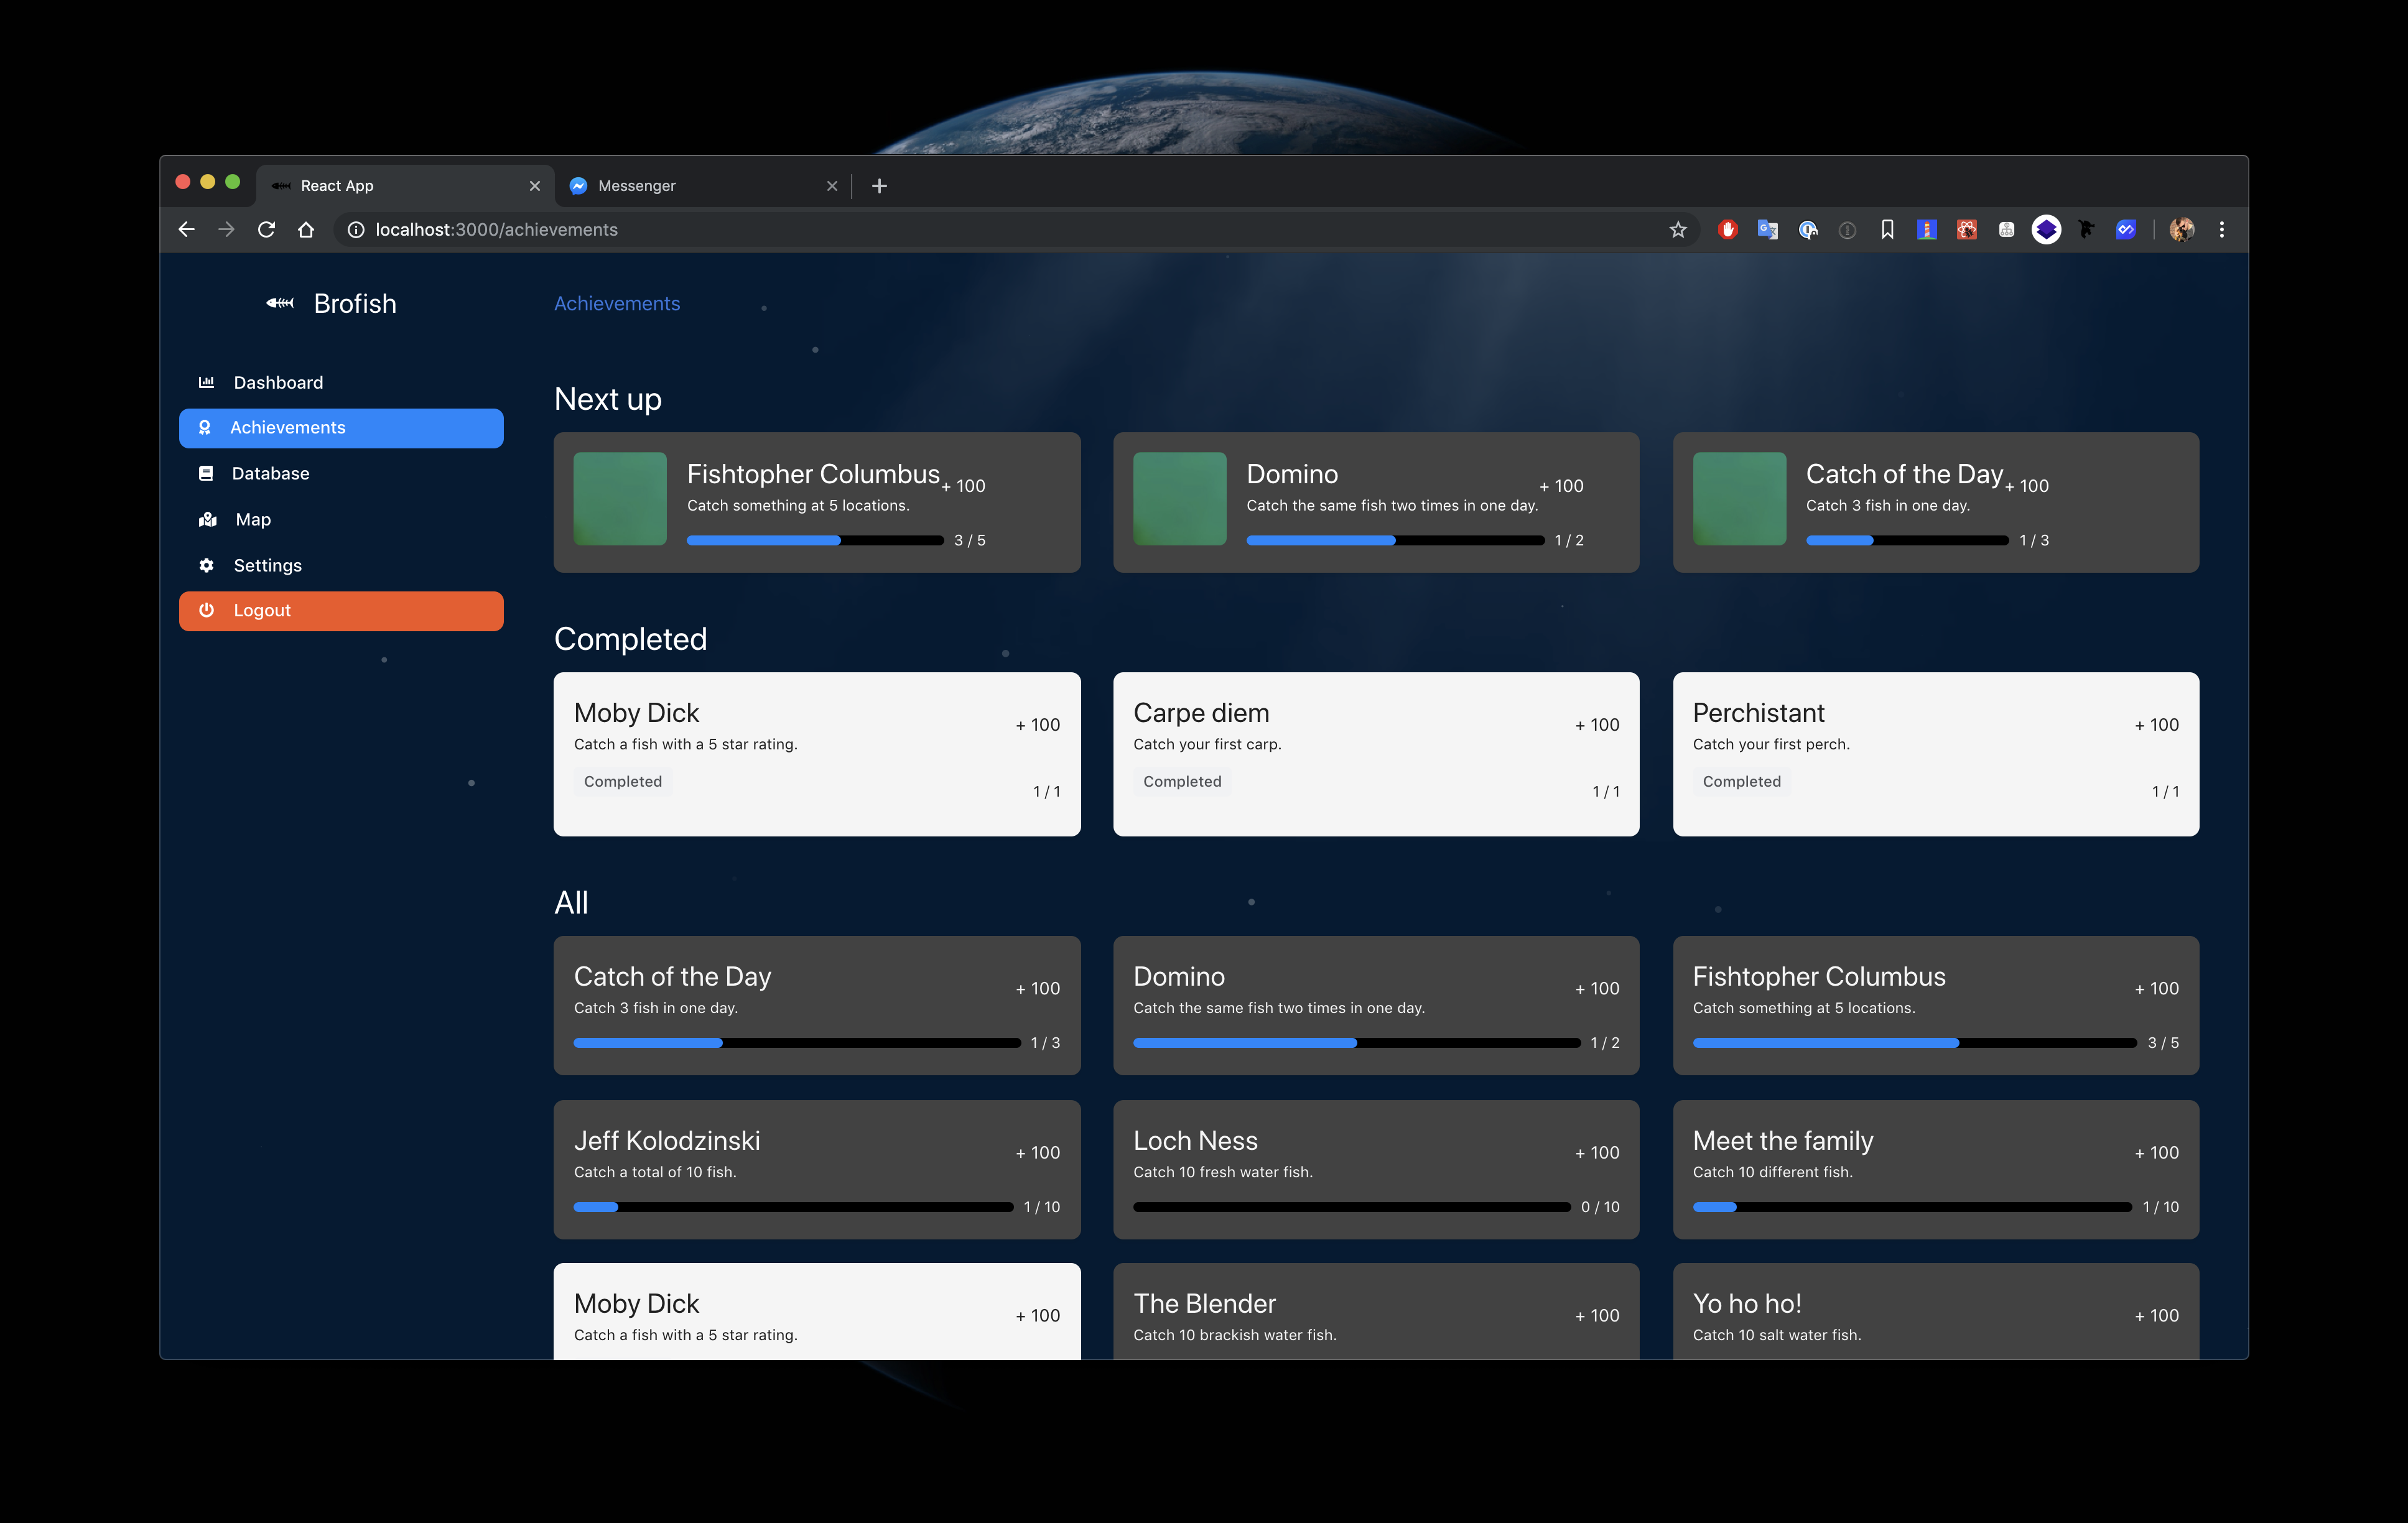 React App
Messenger
localhost:3000/achievements
Brofish
Achievements
Dashboard
Achievements
Database
Map
Settings
Logout
Next up
Fishtopher Columbus
+ 100
Catch something at 5 locations.
3 / 5
Domino
+ 100
Catch the same fish two times in one day.
1 / 2
Catch of the Day
+ 100
Catch 3 fish in one day.
1 / 3
Completed
Moby Dick
+ 100
Catch a fish with a 5 star rating.
Completed
1 / 1
Carpe diem
+ 100
Catch your first carp.
Completed
1 / 1
Perchistant
+ 100
Catch your first perch.
Completed
1 / 1
All
Catch of the Day
+ 100
Catch 3 fish in one day.
1 / 3
Domino
+ 100
Catch the same fish two times in one day.
1 / 2
Fishtopher Columbus
+ 100
Catch something at 5 locations.
3 / 5
Jeff Kolodzinski
+ 100
Catch a total of 10 fish.
1 / 10
Loch Ness
+ 100
Catch 10 fresh water fish.
0 / 10
Meet the family
+ 100
Catch 10 different fish.
1 / 10
Moby Dick
+ 100
Catch a fish with a 5 star rating.
The Blender
+ 100
Catch 10 brackish water fish.
Yo ho ho!
+ 100
Catch 10 salt water fish.